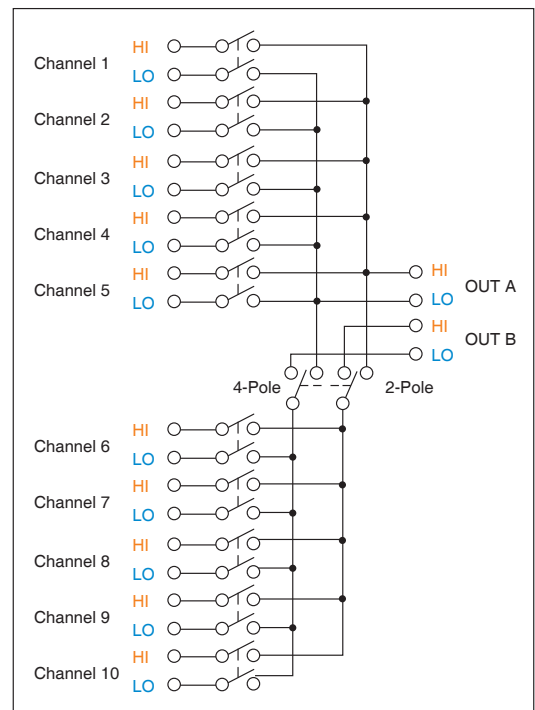 Channel 1 HI
LO
Channel 2 HI
LO
Channel 3 HI
LO
Channel 4 HI
LO
Channel 5 HI
LO
HI
LO
OUT A
HI
LO
OUT B
4-Pole 2-Pole
Channel 6 HI
LO
Channel 7 HI
LO
Channel 8 HI
LO
Channel 9 HI
LO
Channel 10 HI
LO